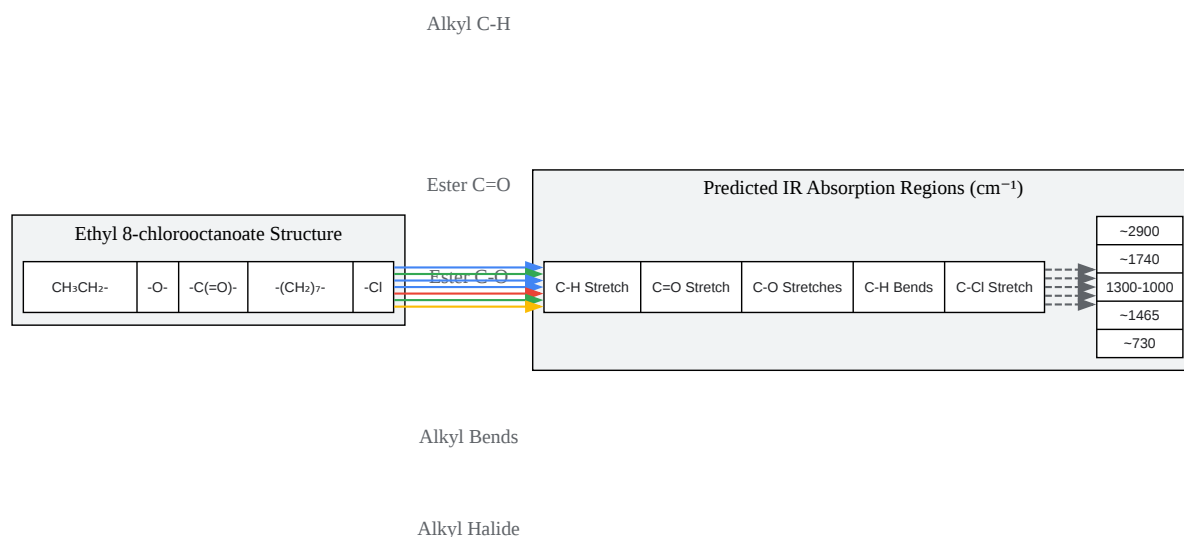 Alkyl C-H
Ester C=O
Predicted IR Absorption Regions (cm⁻¹)
Ethyl 8-chlorooctanoate Structure
CH₃CH₂-
-O-
-C(=O)-
-(CH₂)₇-
-Cl
Ester C-O
C-H Stretch
C=O Stretch
C-O Stretches
C-H Bends
C-Cl Stretch
~2900
~1740
1300-1000
~1465
~730
Alkyl Bends
Alkyl Halide